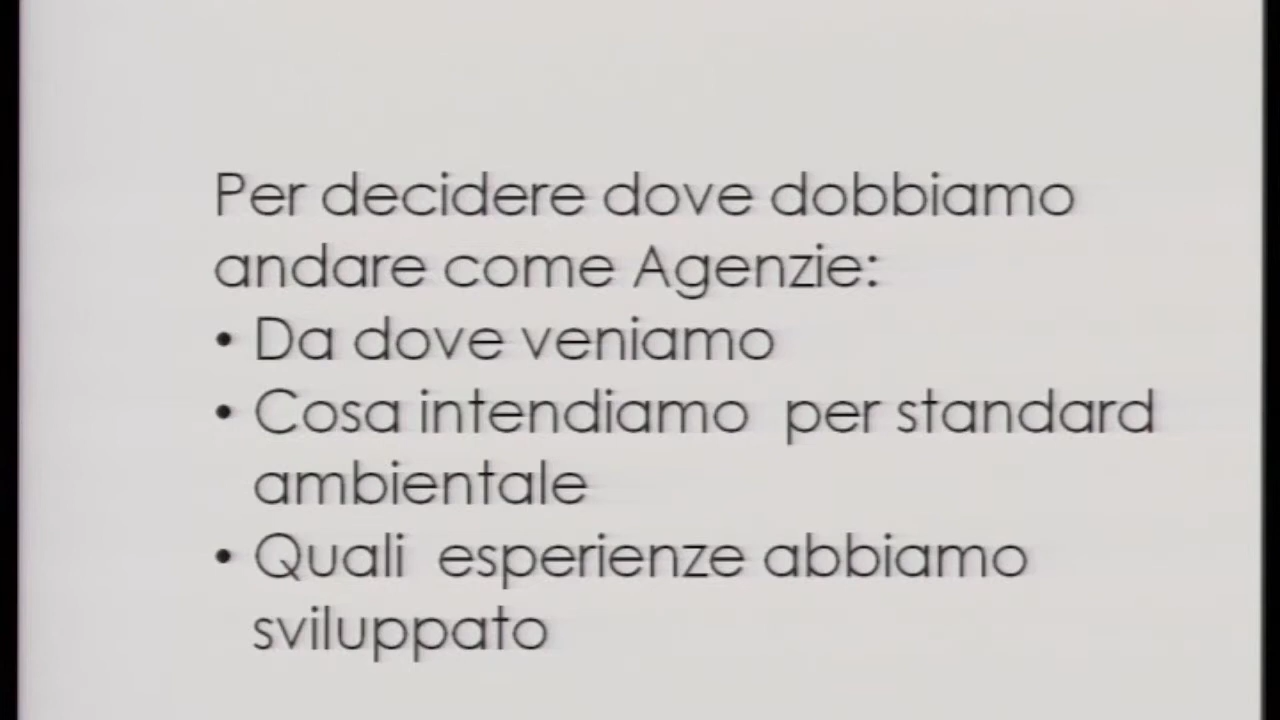 Per decidere dove dobbiamo
andare come Agenzie:
• Da dove veniamo
• Cosa intendiamo  per standard
ambientale
• Quali  esperienze abbiamo
sviluppato